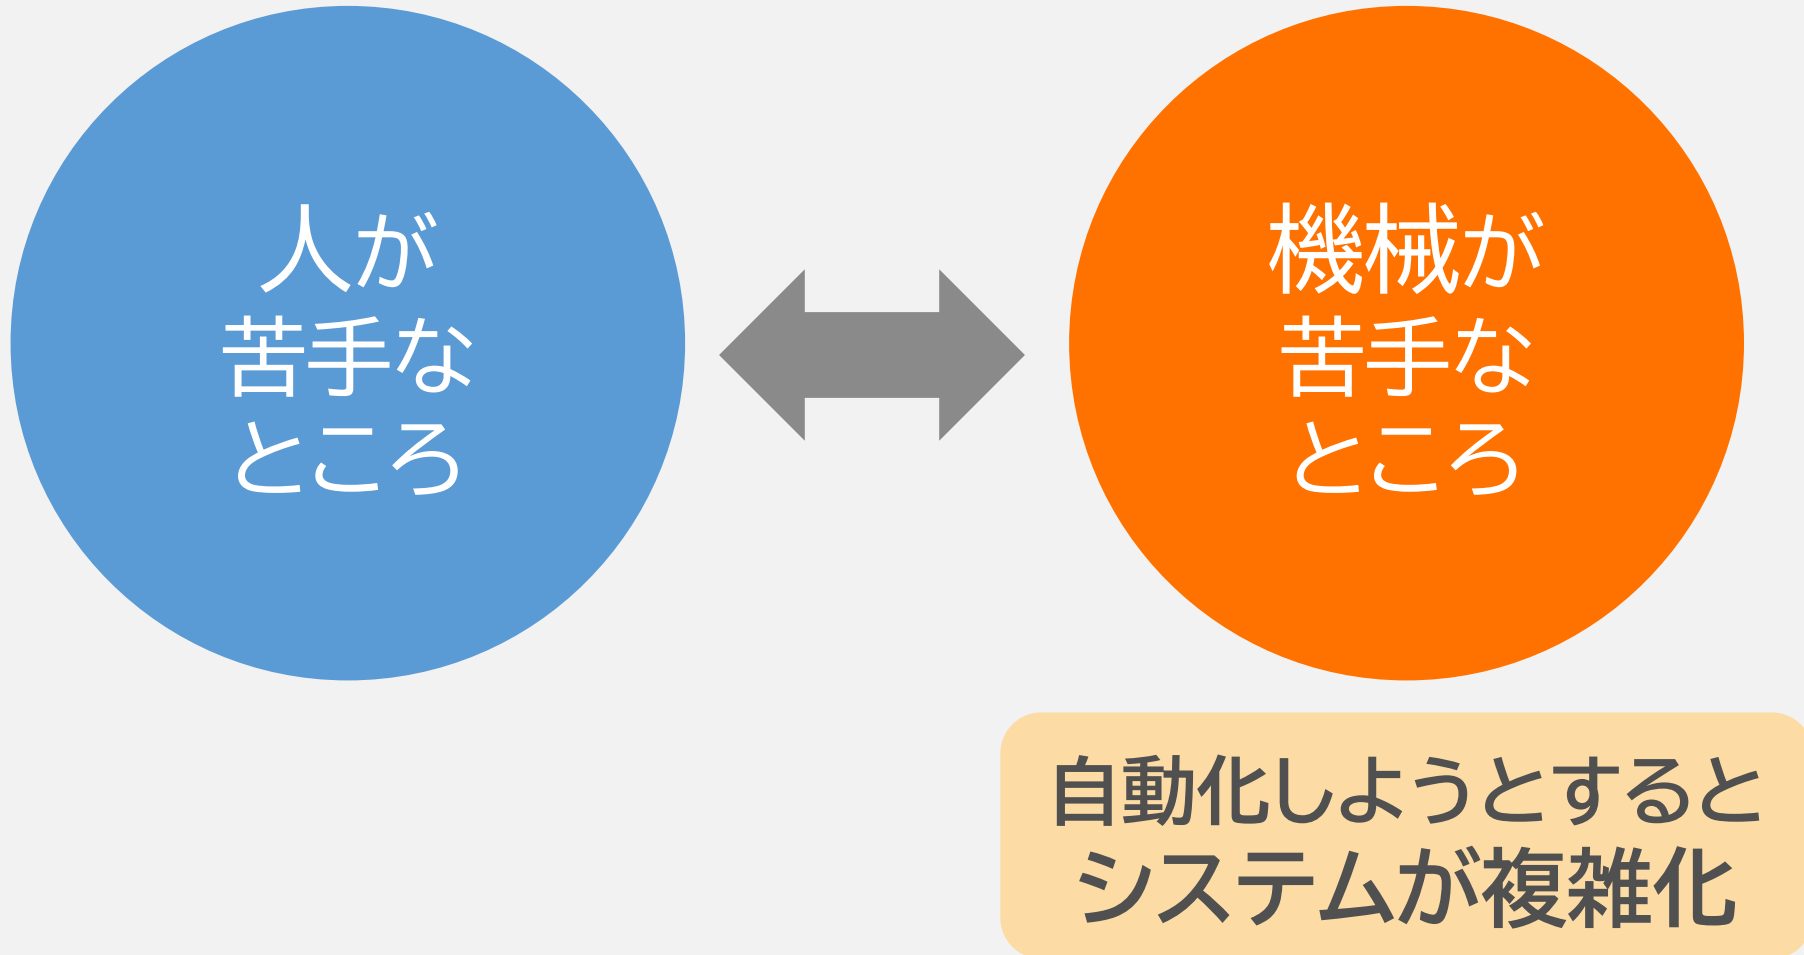 人が
苦手な
ところ
機械が
苦手な
ところ
自動化しようとすると
システムが複雑化